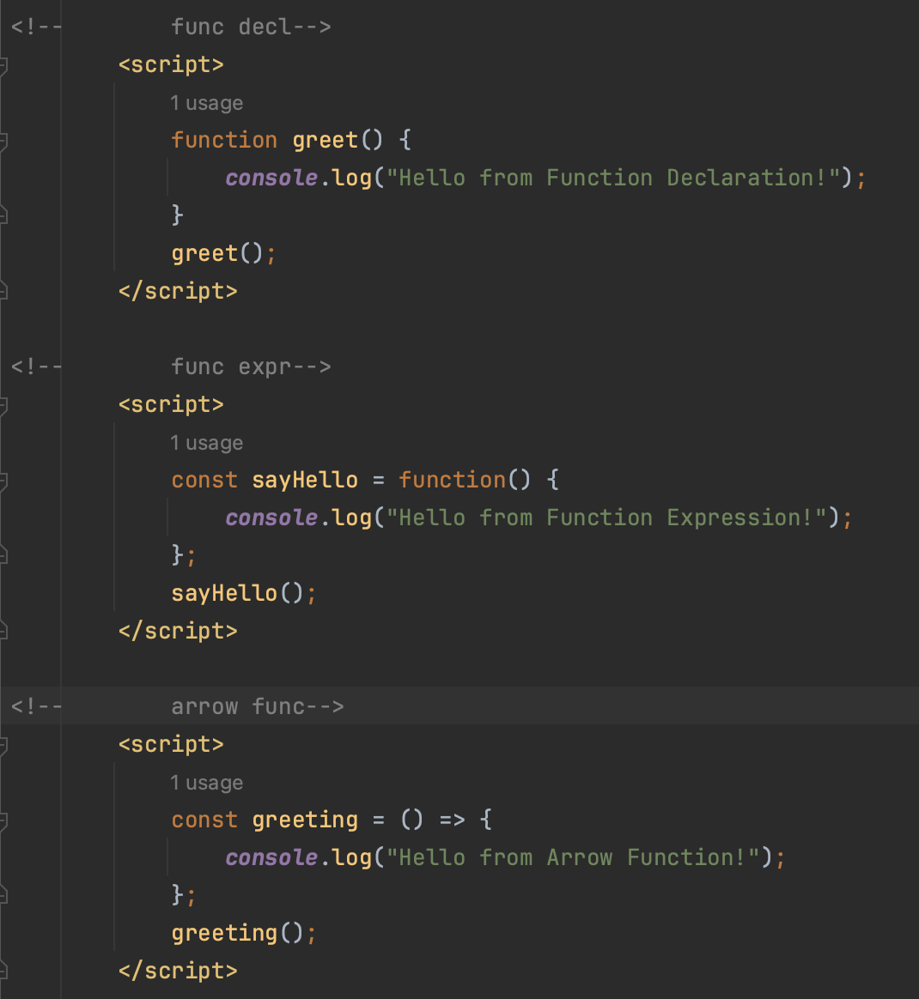 <!--        func decl-->
<script>
1 usage
function greet() {
console.log("Hello from Function Declaration!");
}
greet();
</script>
<!--        func expr-->
<script>
1 usage
const sayHello = function() {
console.log("Hello from Function Expression!");
};
sayHello();
</script>
<!--        arrow func-->
<script>
1 usage
const greeting = () => {
console.log("Hello from Arrow Function!");
};
greeting();
</script>